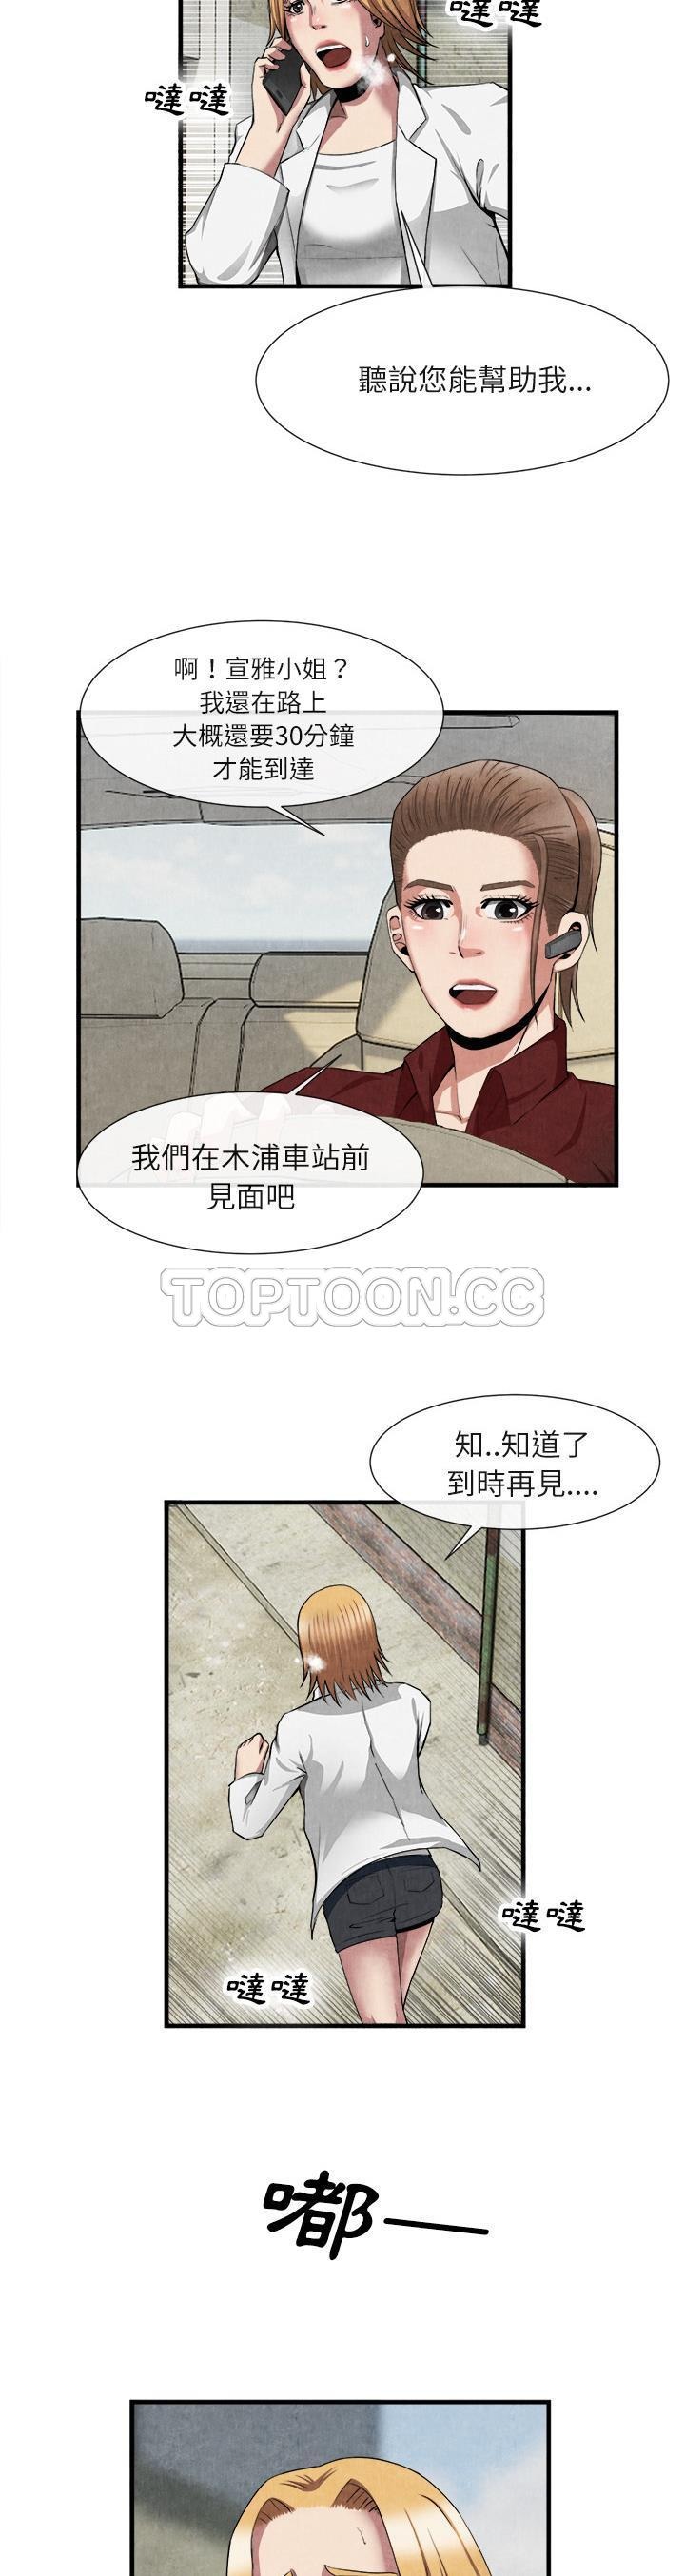 噠噠
噠噠
聽說您能幫助我...
啊！宣雅小姐？
我還在路上
大概還要30分鐘
才能到達
我們在木浦車站前
見面吧
TOPTOON.CC
知..知道了
到時再見....
噠噠
噠噠
嘟—